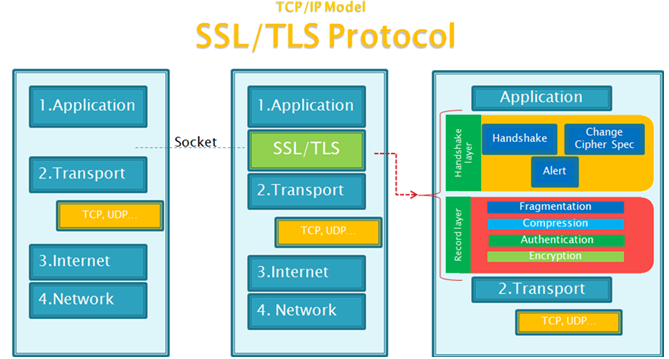 TCP/IP Model
SSL/TLS Protocol
1.Application
2.Transport
TCP, UDP...
3.Internet
4.Network
Socket
1.Application
SSL/TLS
2.Transport
TCP, UDP...
3.Internet
4. Network
Application
Handshake
layer
Handshake
Change
Cipher Spec
Alert
Record layer
Fragmentation
Compression
Authentication
Encryption
2.Transport
TCP, UDP...